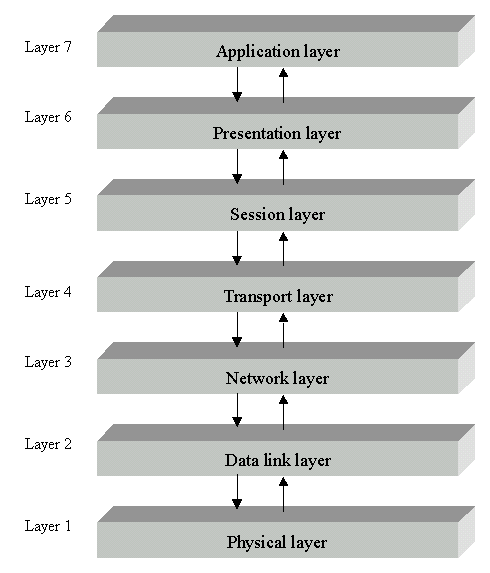 Layer 7
Application layer
Layer 6
Presentation layer
Layer 5
Session layer
Layer 4
Transport layer
Layer 3
Network layer
Layer 2
Data link layer
Layer 1
Physical layer